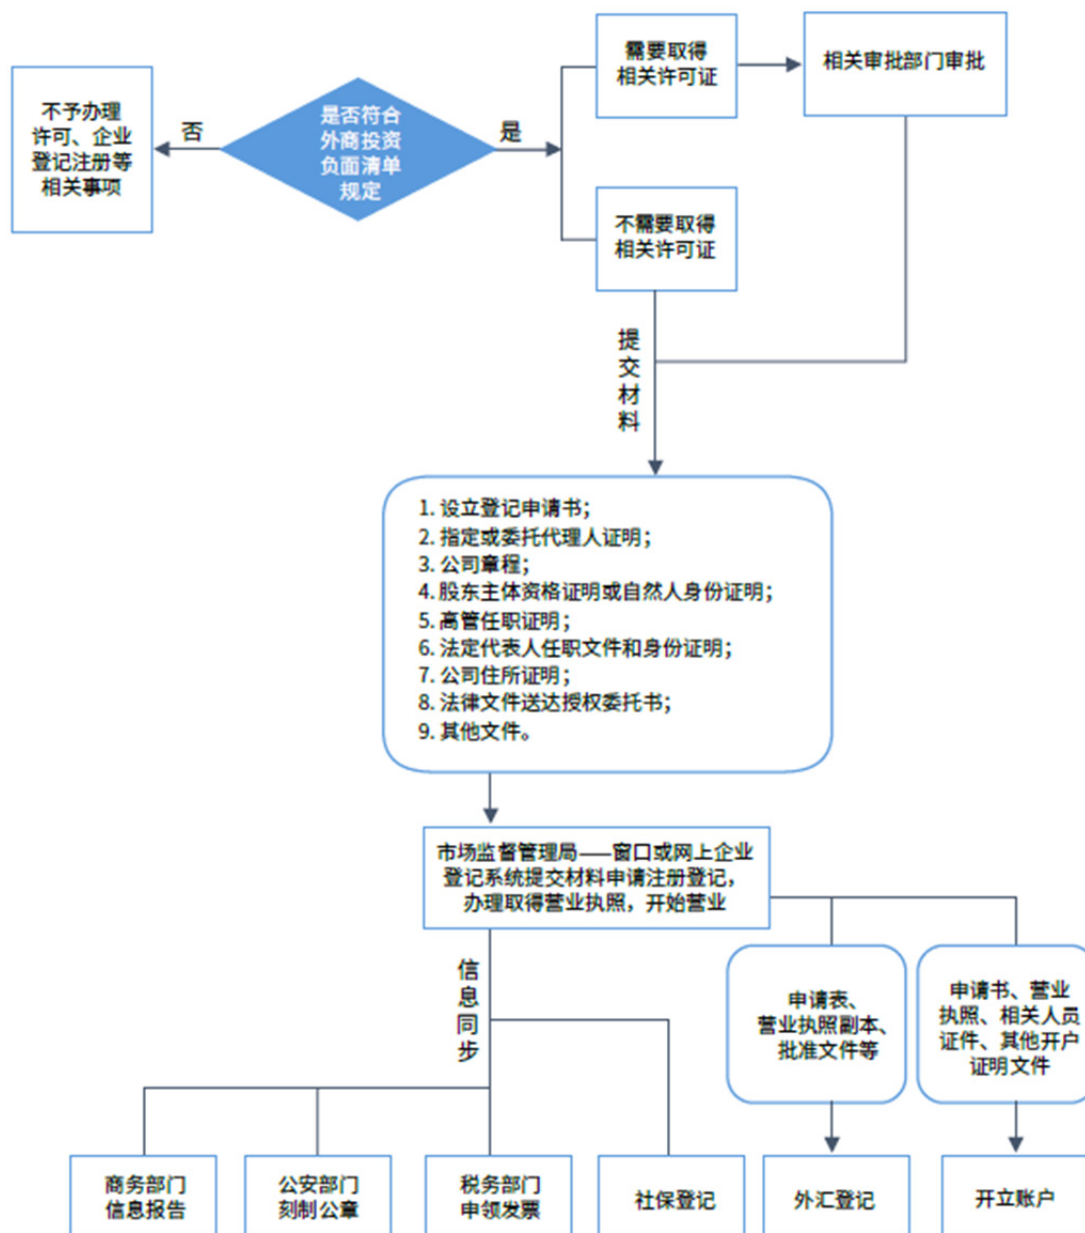 需要取得
相关许可证
相关审批部门审批
不予办理
许可、企业
登记注册等
相关事项
否
是否符合
外商投资
负面清单
规定
是
不需要取得
相关许可证
提
交
材
料
1. 设立登记申请书；
2. 指定或委托代理人证明；
3. 公司章程；
4. 股东主体资格证明或自然人身份证明；
5. 高管任职证明；
6. 法定代表人任职文件和身份证明；
7. 公司住所证明；
8. 法律文件送达授权委托书；
9. 其他文件。
市场监督管理局——窗口或网上企业
登记系统提交材料申请注册登记，
办理取得营业执照，开始营业
信
息
同
步
申请表、
营业执照副本、
批准文件等
申请书、营业
执照、相关人员
证件、其他开户
证明文件
商务部门
信息报告
公安部门
刻制公章
税务部门
申领发票
社保登记
外汇登记
开立账户